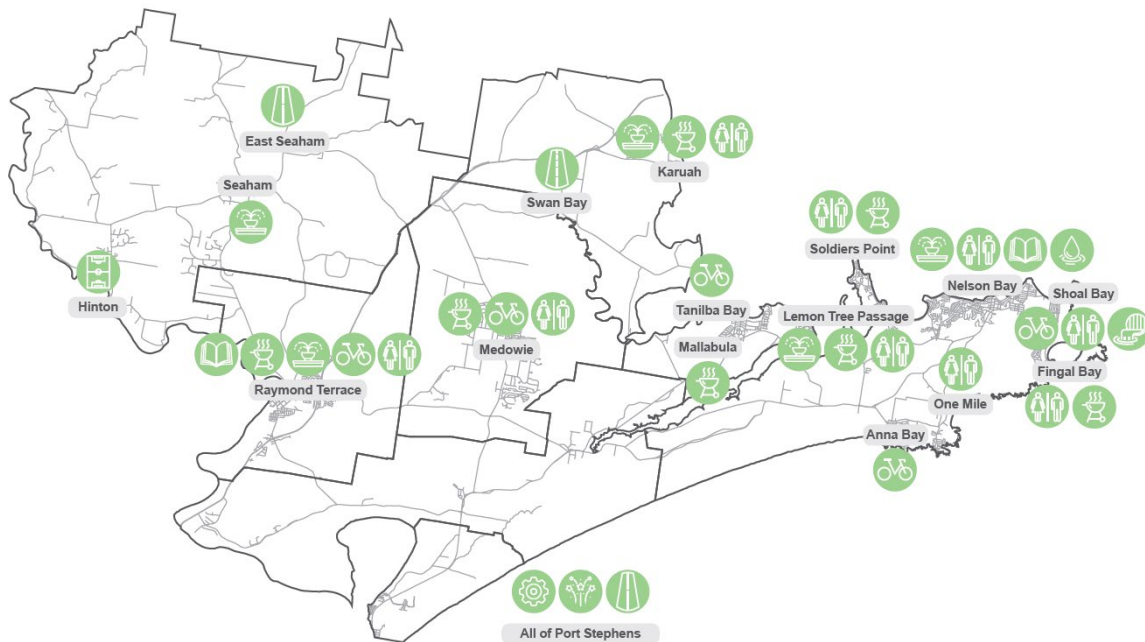 East Seaham
Karuah
Seaham
Swan Bay
Soldiers Point
Nelson Bay
Shoal Bay
Hinton
Tanilba Bay
Lemon Tree Passage
Mallabula
Medowie
Fingal Bay
Raymond Terrace
One Mile
Anna Bay
All of Port Stephens